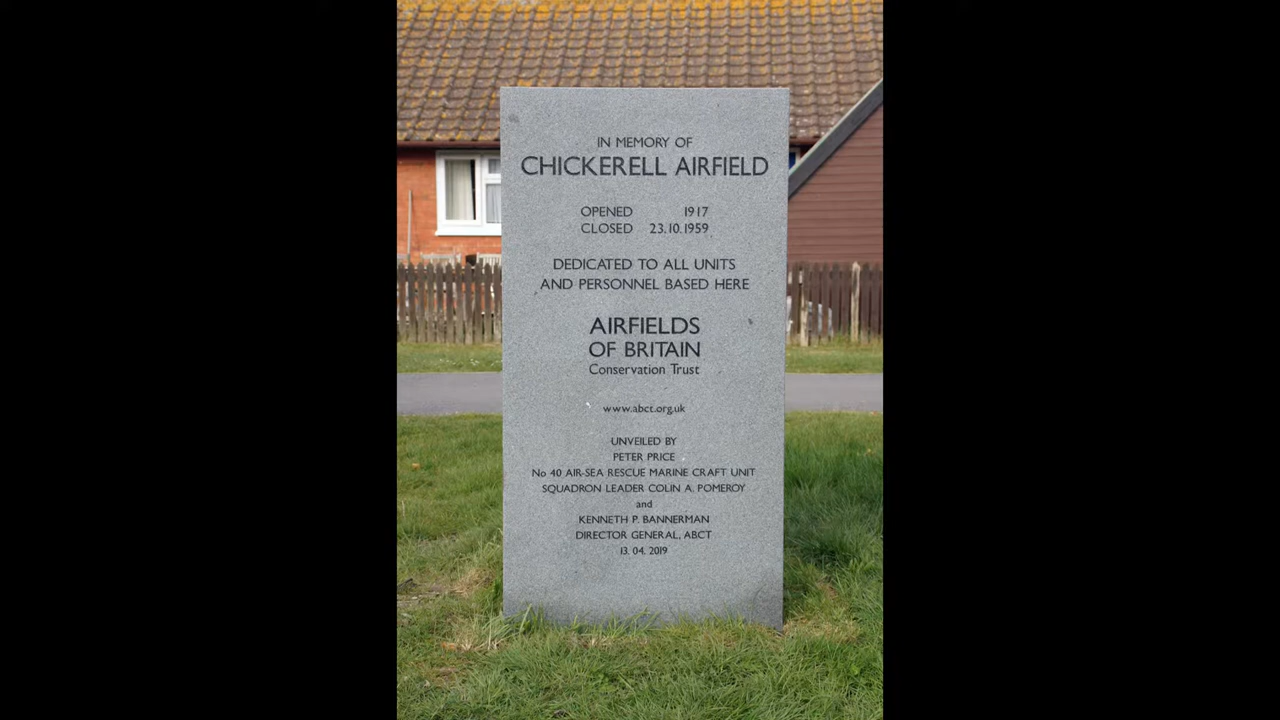 IN MEMORY OF
CHICKERELL AIRFIELD
OPENED 1917
CLOSED 23.10.1959
DEDICATED TO ALL UNITS
AND PERSONNEL BASED HERE
AIRFIELDS
OF BRITAIN
Conservation Trust
www.abct.org.uk
UNVEILED BY
PETER PRICE
No 40 AIR-SEA RESCUE MARINE CRAFT UNIT
SQUADRON LEADER COLIN A. POMEROY
and
KENNETH P. BANNERMAN
DIRECTOR GENERAL, ABCT
13. 04. 2019